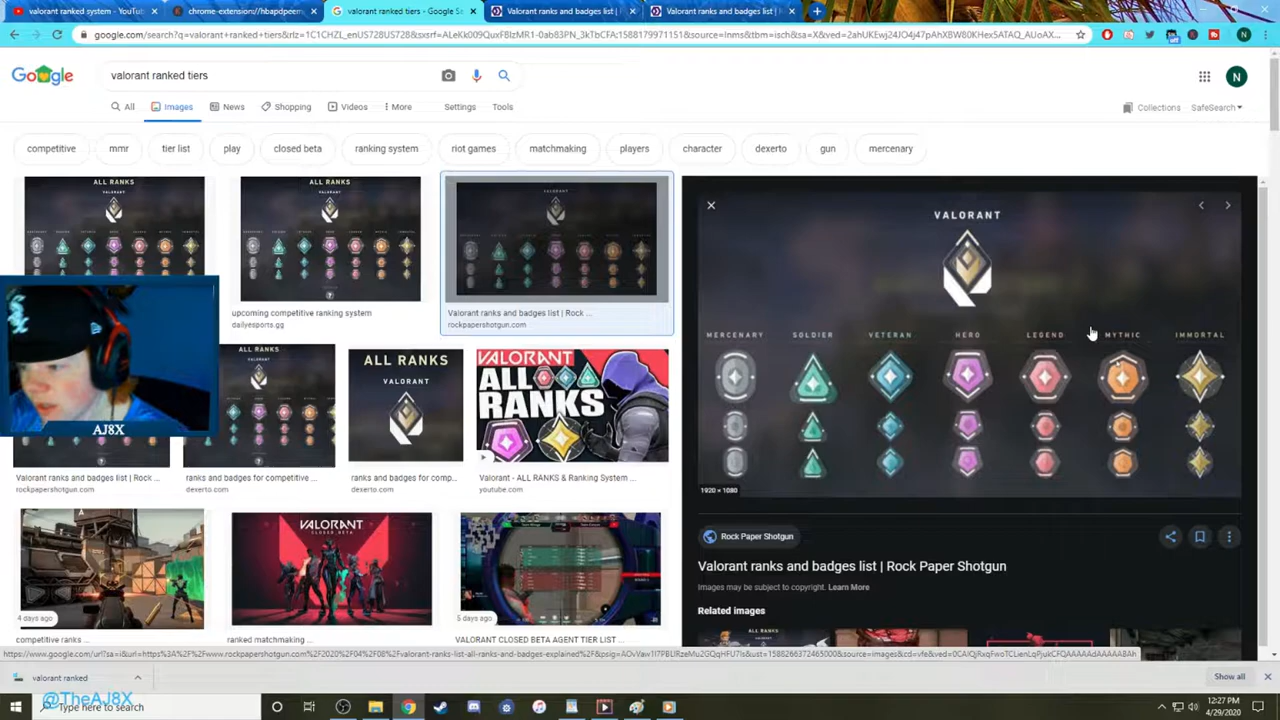 valorant ranked system - YouTu
chrome-extension://hbapdpeem
valorant ranked tiers - Google Se
Valorant ranks and badges list |
Valorant ranks and badges list |
Google
valorant ranked tiers
N
All
Images
News
Shopping
Videos
More
Settings
Tools
Collections
SafeSearch
competitive
mmr
tier list
play
closed beta
ranking system
riot games
matchmaking
players
character
dexerto
gun
mercenary
ALL RANKS
VALORANT
ALL RANKS
VALORANT
VALORANT
upcoming competitive ranking system
dailyesports.gg
Valorant ranks and badges list | Rock ...
rockpapershotgun.com
VALORANT
MERCENARY
SOLDIER
VETERAN
HERO
LEGEND
MYTHIC
IMMORTAL
1920 × 1080
AJ8X
ALL RANKS
VALORANT
VALORANT
ALL
RANKS
Valorant ranks and badges list | Rock ...
rockpapershotgun.com
ranks and badges for competitive ...
dexerto.com
ranks and badges for comp...
dexerto.com
Valorant - ALL RANKS & Ranking System ...
youtube.com
Rock Paper Shotgun
Valorant ranks and badges list | Rock Paper Shotgun
Images may be subject to copyright. Learn More
Related images
VALORANT
CLOSED BETA
4 days ago
5 days ago
competitive ranks ...
ranked matchmaking ...
VALORANT CLOSED BETA AGENT TIER LIST ...
ALL RANKS
valorant ranked
Show all
@TheAJ8X
Type here to search
12:27 PM
4/29/2020